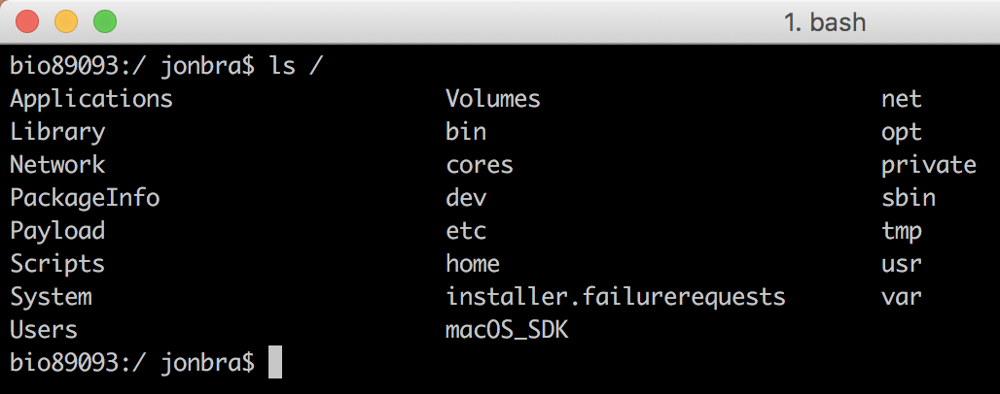 1. bash
bio89093:/ jonbra$ ls /
Applications Volumes net
Library bin opt
Network cores private
PackageInfo dev sbin
Payload etc tmp
Scripts home usr
System installer.failurerequests var
Users macOS_SDK
bio89093:/ jonbra$